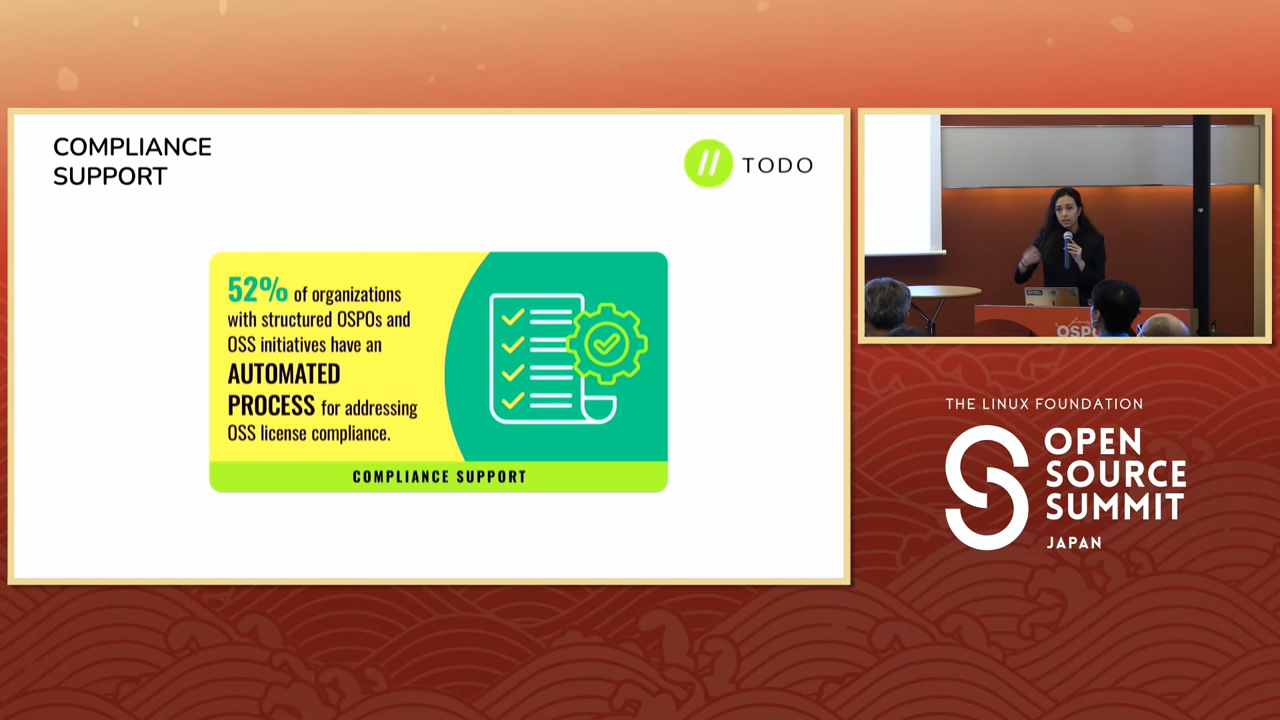 COMPLIANCE
SUPPORT
TODO
52% of organizations
with structured OSPOs and
OSS initiatives have an
AUTOMATED
PROCESS for addressing
OSS license compliance.
COMPLIANCE SUPPORT
OSPO
THE LINUX FOUNDATION
OPEN
SOURCE
SUMMIT
JAPAN